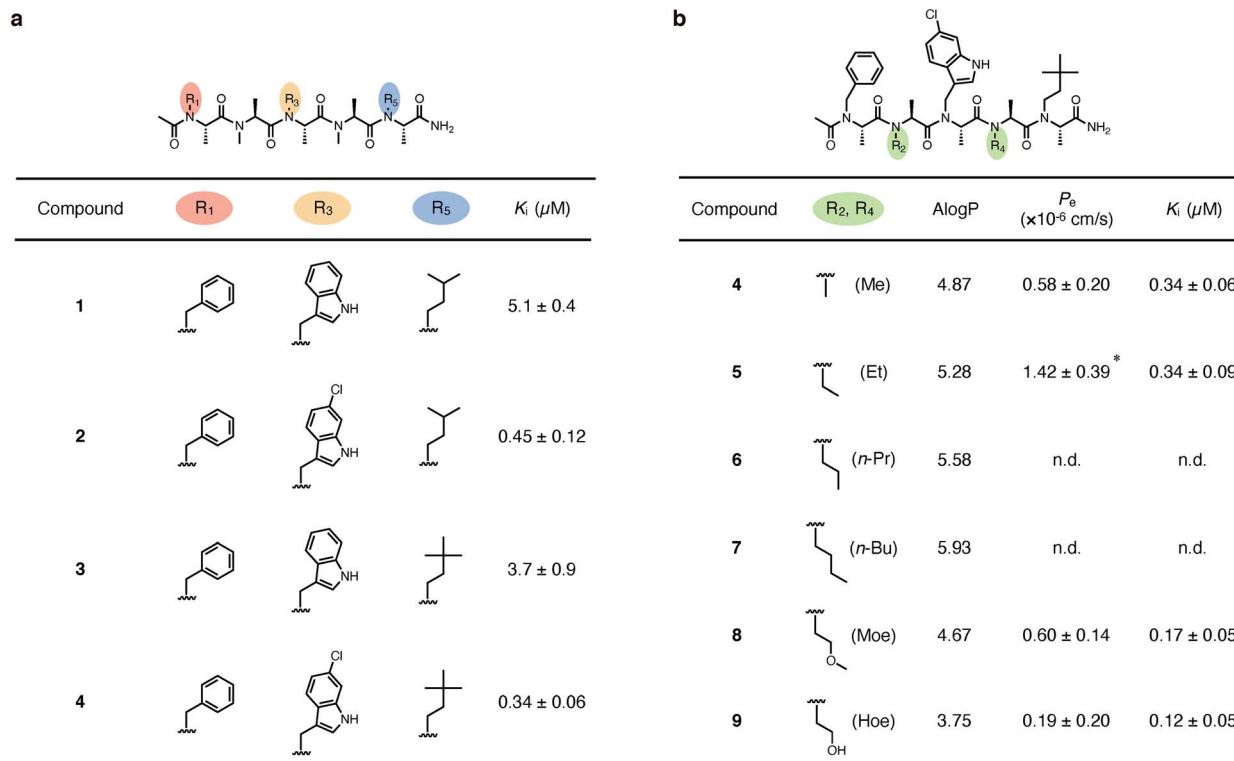 a
R1
R3
R5
N
O
N
O
N
O
N
O
N
O
NH2
O
Compound R1 R3 R5 Ki (μM)
1 NH 5.1 ± 0.4
Cl
2 NH 0.45 ± 0.12
3 NH 3.7 ± 0.9
Cl
4 NH 0.34 ± 0.06
b
Cl
NH
O
O
O
N
N
N
N
N
NH2
O
R2
O
R4
O
Compound R2, R4 AlogP Pe (×10-6 cm/s) Ki (μM)
4 (Me) 4.87 0.58 ± 0.20 0.34 ± 0.06
5 (Et) 5.28 1.42 ± 0.39 * 0.34 ± 0.09
6 (n-Pr) 5.58 n.d. n.d.
7 (n-Bu) 5.93 n.d. n.d.
8 (Moe) 4.67 0.60 ± 0.14 0.17 ± 0.05
O
9 (Hoe) 3.75 0.19 ± 0.20 0.12 ± 0.05
OH